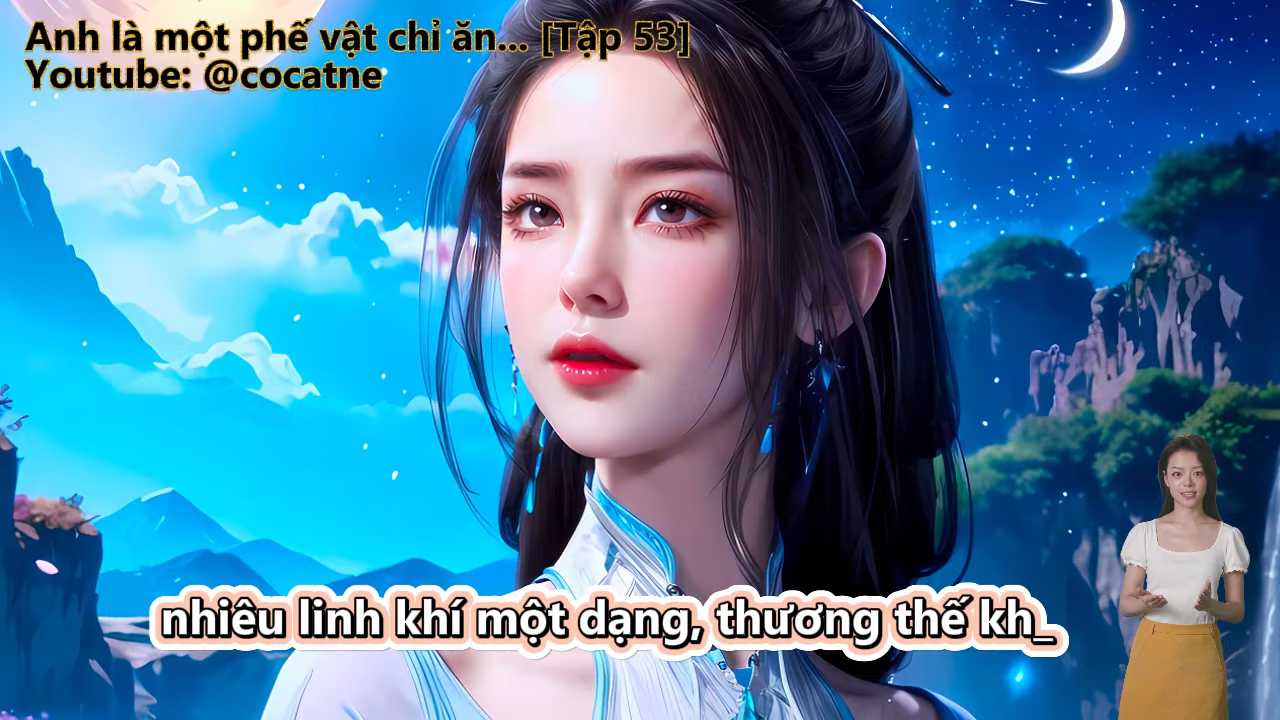 Anh là một phế vật chỉ ăn... [Tập 53]
Youtube: @cocatne
nhiêu linh khí một dạng, thương thế kh_